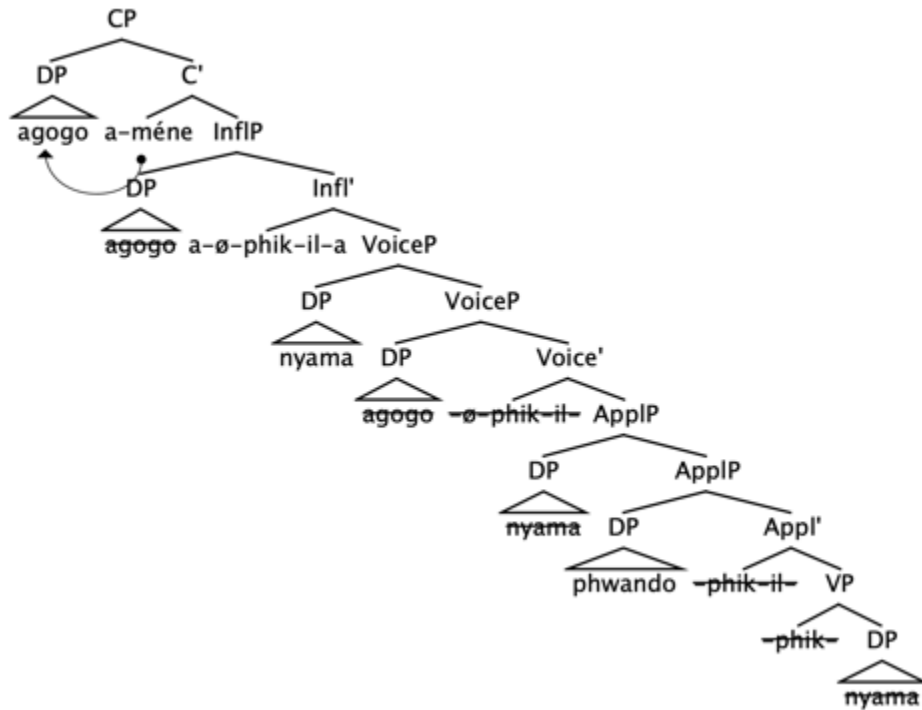 CP
DP C'
agogo a-méne InflP
DP Infl'
agogo a-ø-phik-il-a VoiceP
DP VoiceP
nyama DP Voice'
agogo -ø-phik-il- ApplP
DP ApplP
nyama DP Appl'
phwando -phik-il- VP
-phik- DP
nyama